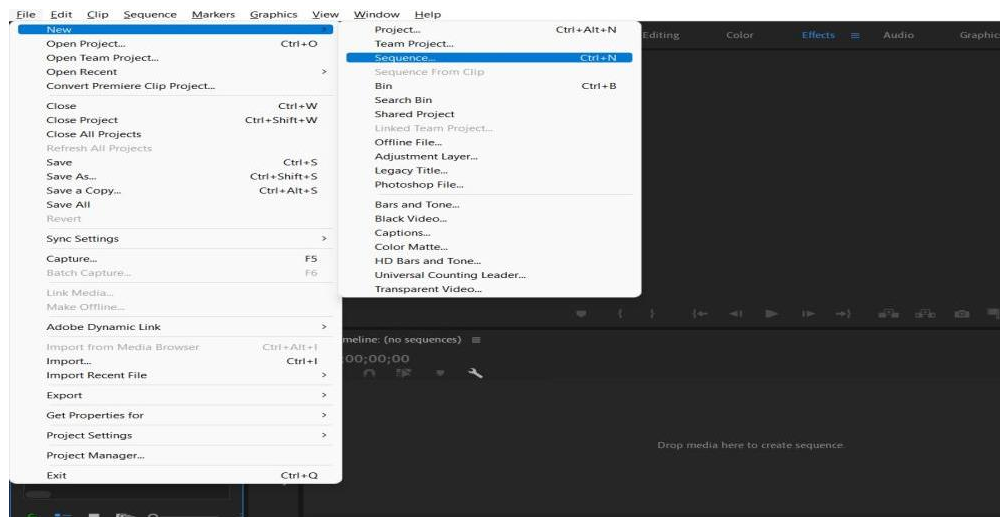 File Edit Clip Sequence Markers Graphics View Window Help
New >
Open Project... Ctrl+O
Open Team Project...
Open Recent >
Convert Premiere Clip Project...
Close Ctrl+W
Close Project Ctrl+Shift+W
Close All Projects
Refresh All Projects
Save Ctrl+S
Save As... Ctrl+Shift+S
Save a Copy... Ctrl+Alt+S
Save All
Revert
Sync Settings >
Capture... F5
Batch Capture... F6
Link Media...
Make Offline...
Adobe Dynamic Link >
Import from Media Browser Ctrl+Alt+I
Import... Ctrl+I
Import Recent File >
Export >
Get Properties for >
Project Settings >
Project Manager...
Exit Ctrl+Q
Project... Ctrl+Alt+N
Team Project...
Sequence... Ctrl+N
Sequence From Clip
Bin Ctrl+B
Search Bin
Shared Project
Linked Team Project...
Offline File...
Adjustment Layer...
Legacy Title...
Photoshop File...
Bars and Tone...
Black Video...
Captions...
Color Matte...
HD Bars and Tone...
Universal Counting Leader...
Transparent Video...
Editing Color Effects Audio Graphic
meline: (no sequences)
00;00;00
Drop media here to create sequence.